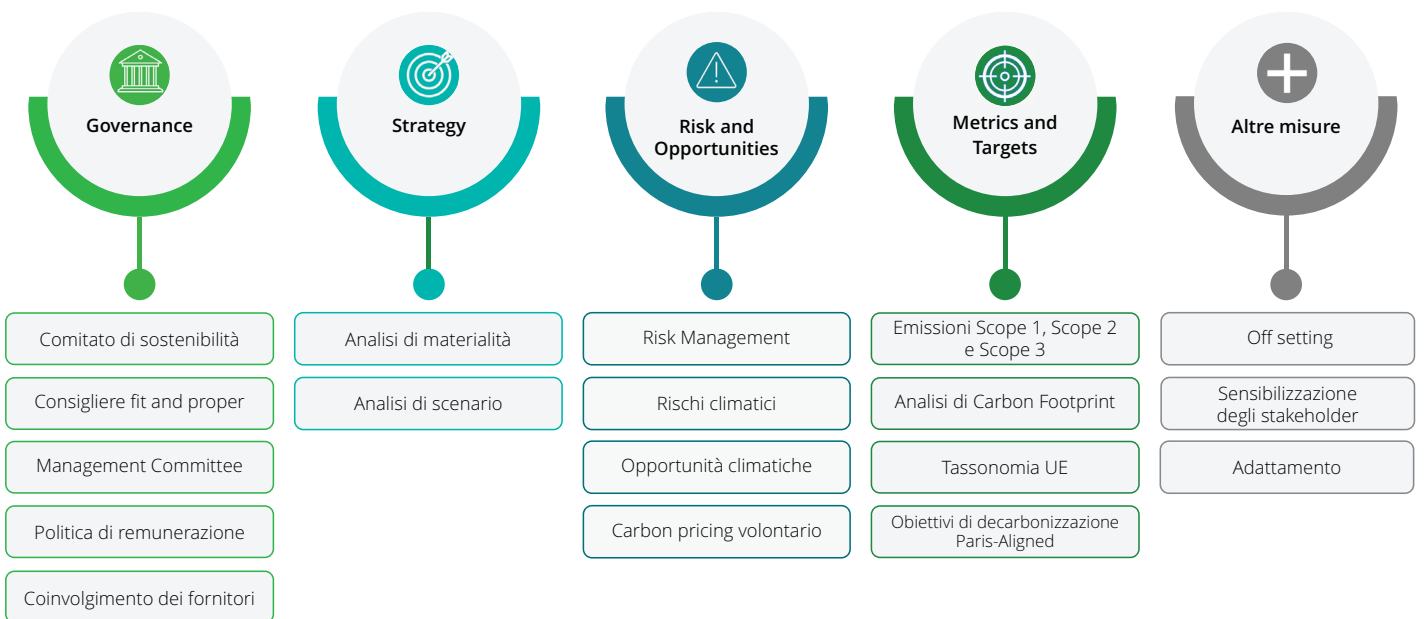 Governance
Comitato di sostenibilità
Consigliere fit and proper
Management Committee
Politica di remunerazione
Coinvolgimento dei fornitori
Strategy
Analisi di materialità
Analisi di scenario
Risk and
Opportunities
Risk Management
Rischi climatici
Opportunità climatiche
Carbon pricing volontario
Metrics and
Targets
Emissioni Scope 1, Scope 2
e Scope 3
Analisi di Carbon Footprint
Tassonomia UE
Obiettivi di decarbonizzazione
Paris-Aligned
Altre misure
Off setting
Sensibilizzazione
degli stakeholder
Adattamento